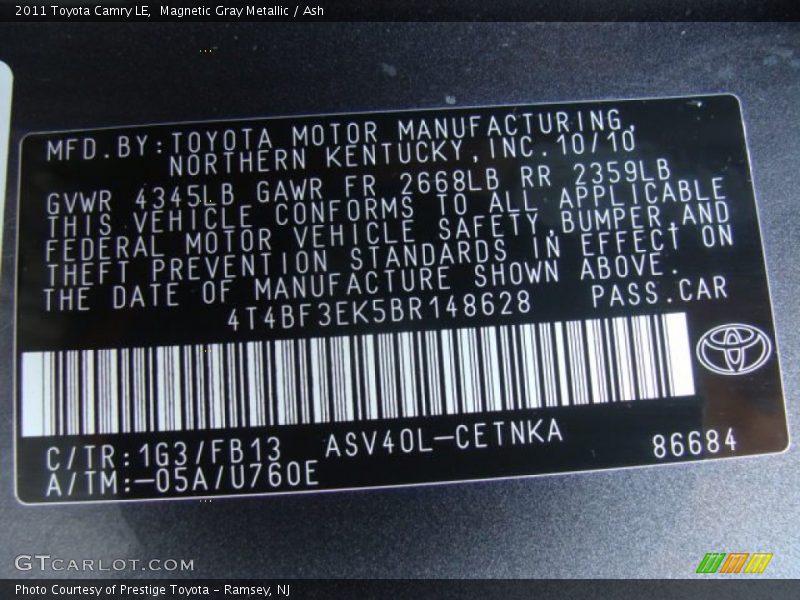 2011 Toyota Camry LE, Magnetic Gray Metallic / Ash
MFD.BY:TOYOTA MOTOR MANUFACTURING,
NORTHERN KENTUCKY,INC.10/10
GVWR 4345LB GAWR FR 2668LB RR 2359LB
THIS VEHICLE CONFORMS TO ALL APPLICABLE
FEDERAL MOTOR VEHICLE SAFETY,BUMPER,AND
THEFT PREVENTION STANDARDS IN EFFECT ON
THE DATE OF MANUFACTURE SHOWN ABOVE.
4T4BF3EK5BR148628 PASS.CAR
C/TR:1G3/FB13 ASV40L-CETNKA 86684
A/TM:-05A/U760E
GTCARLOT.COM
Photo Courtesy of Prestige Toyota - Ramsey, NJ